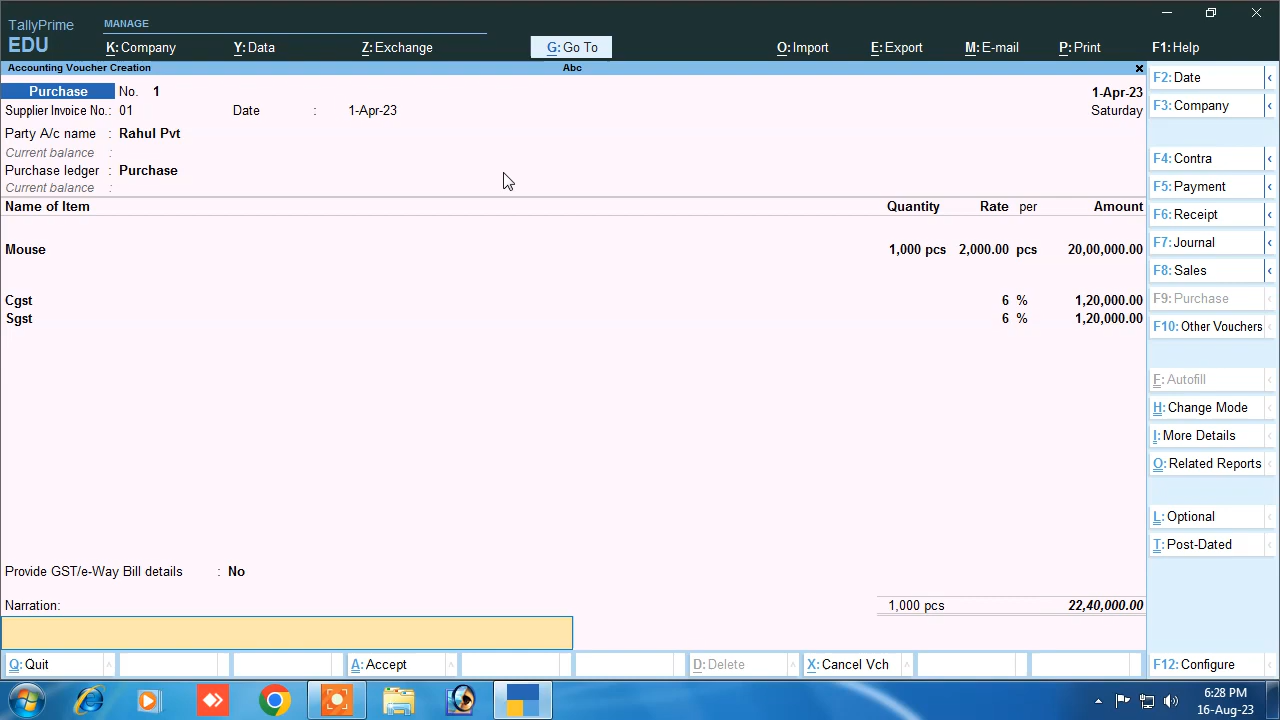 TallyPrime
EDU
MANAGE
K: Company Y: Data Z: Exchange G: Go To O: Import E: Export M: E-mail P: Print F1: Help
Accounting Voucher Creation Abc
Purchase No. 1 1-Apr-23
Supplier Invoice No.: 01 Date : 1-Apr-23 Saturday
Party A/c name : Rahul Pvt
Current balance :
Purchase ledger : Purchase
Current balance :
Name of Item Quantity Rate per Amount
Mouse 1,000 pcs 2,000.00 pcs 20,00,000.00
Cgst 6 % 1,20,000.00
Sgst 6 % 1,20,000.00
Provide GST/e-Way Bill details : No
Narration: 1,000 pcs 22,40,000.00
F2: Date
F3: Company
F4: Contra
F5: Payment
F6: Receipt
F7: Journal
F8: Sales
F9: Purchase
F10: Other Vouchers
F: Autofill
H: Change Mode
I: More Details
O: Related Reports
L: Optional
T: Post-Dated
Q: Quit A: Accept D: Delete X: Cancel Vch F12: Configure
6:28 PM
16-Aug-23